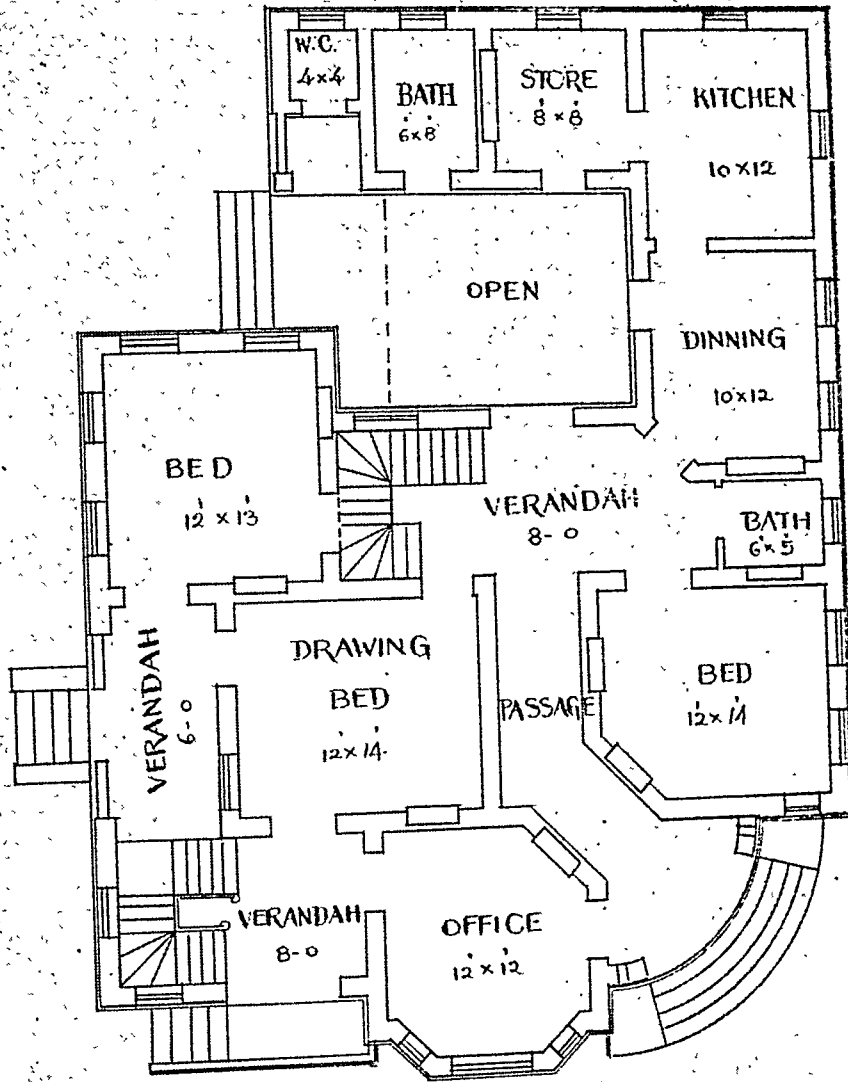 W.C.
4×4
BATH
6×8
STORE
8×8
KITCHEN
10×12
OPEN
DINNING
10×12
BED
12×13
VERANDAH
8-0
BATH
6×5
VERANDAH
6-0
DRAWING
BED
12×14
PASSAGE
BED
12×14
VERANDAH
8-0
OFFICE
12×12